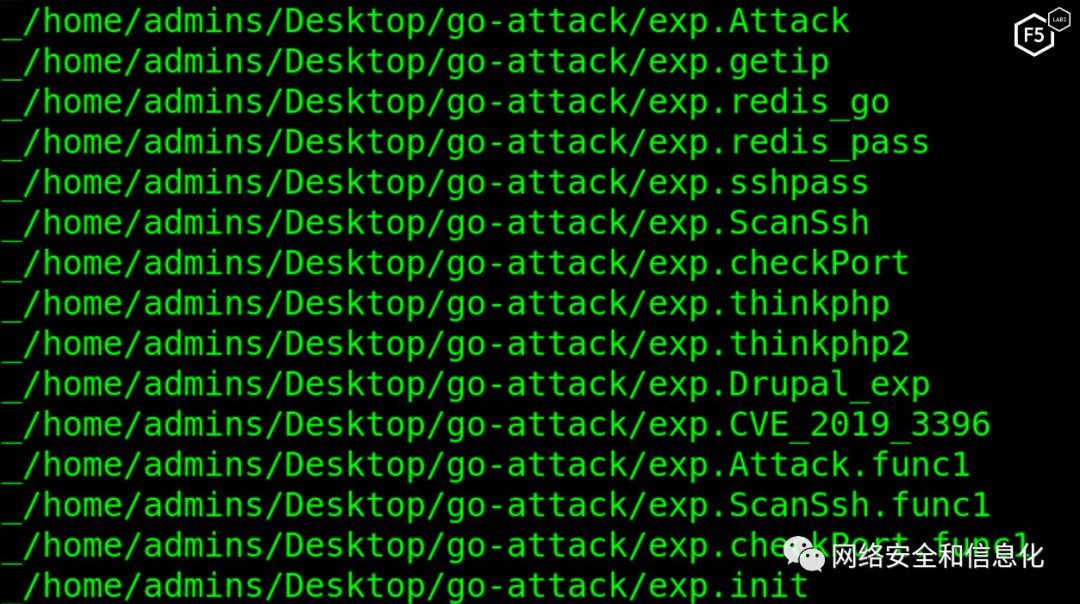 _/home/admins/Desktop/go-attack/exp.Attack
LABS
F5
_/home/admins/Desktop/go-attack/exp.getip
_/home/admins/Desktop/go-attack/exp.redis_go
_/home/admins/Desktop/go-attack/exp.redis_pass
_/home/admins/Desktop/go-attack/exp.sshpass
_/home/admins/Desktop/go-attack/exp.ScanSsh
_/home/admins/Desktop/go-attack/exp.checkPort
_/home/admins/Desktop/go-attack/exp.thinkphp
_/home/admins/Desktop/go-attack/exp.thinkphp2
_/home/admins/Desktop/go-attack/exp.Drupal_exp
_/home/admins/Desktop/go-attack/exp.CVE_2019_3396
_/home/admins/Desktop/go-attack/exp.Attack.func1
_/home/admins/Desktop/go-attack/exp.ScanSsh.func1
_/home/admins/Desktop/go-attack/exp.checkPort.func1
网络安全和信息化
_/home/admins/Desktop/go-attack/exp.init